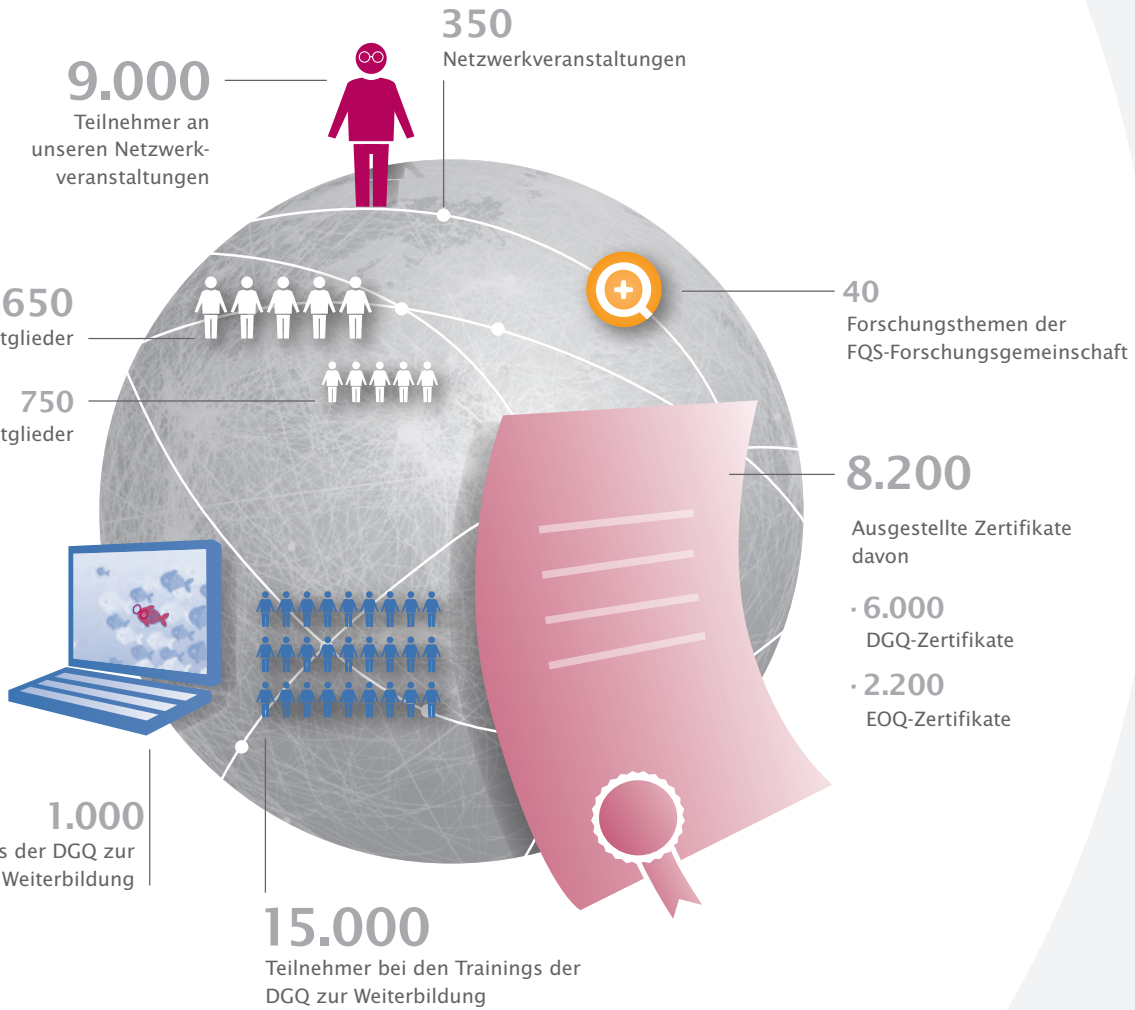 350
Netzwerkveranstaltungen
9.000
Teilnehmer an
unseren Netzwerk-
veranstaltungen
650
750
40
Forschungsthemen der
FQS-Forschungsgemeinschaft
8.200
Ausgestellte Zertifikate
davon
· 6.000
DGQ-Zertifikate
· 2.200
EOQ-Zertifikate
1.000
der DGQ zur
Weiterbildung
15.000
Teilnehmer bei den Trainings der
DGQ zur Weiterbildung